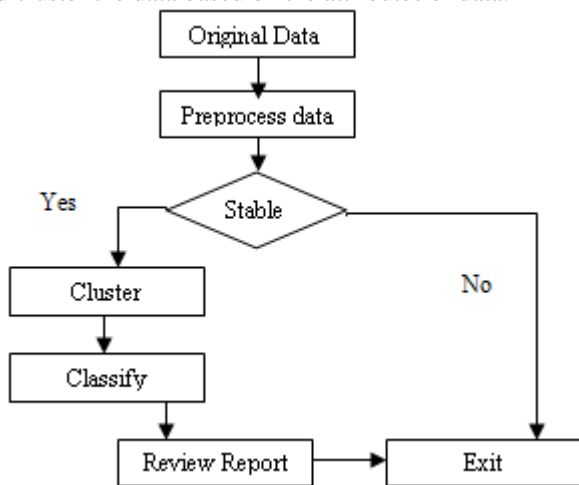 Original Data
Preprocess data
Yes
Stable
No
Cluster
Classify
Review Report
Exit